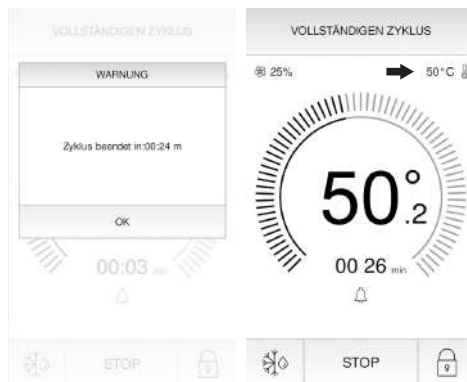 VOLLSTÄNDIGEN ZYKLUS
WARNUNG
Zyklus beendet in:00:24 m
OK
00:03 min
STOP
VOLLSTÄNDIGEN ZYKLUS
25%
50°C
50°.2
00 26 min
STOP